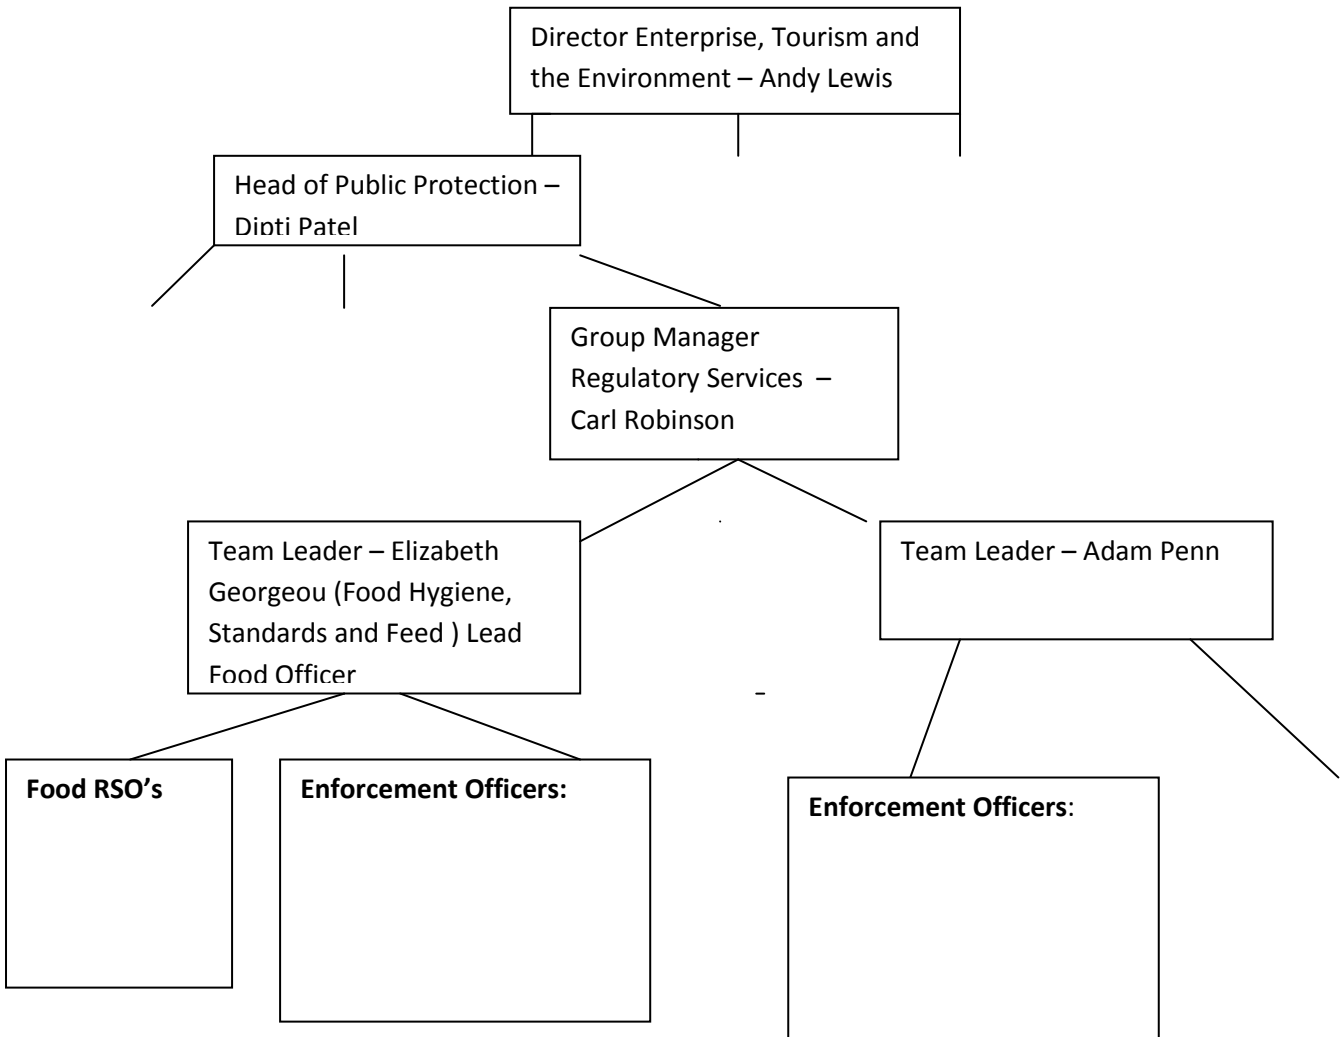 Director Enterprise, Tourism and
the Environment – Andy Lewis
Head of Public Protection –
Dipti Patel
Group Manager
Regulatory Services –
Carl Robinson
Team Leader – Elizabeth
Georgeou (Food Hygiene,
Standards and Feed ) Lead
Food Officer
Team Leader – Adam Penn
Food RSO’s
Enforcement Officers:
Enforcement Officers: